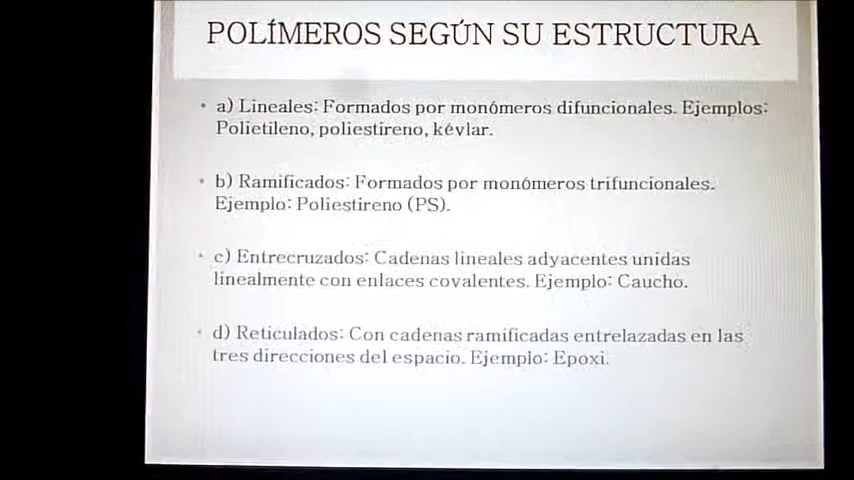 POLÍMEROS SEGÚN SU ESTRUCTURA
• a) Lineales: Formados por monómeros difuncionales. Ejemplos:
Polietileno, poliestireno, kévlar.
• b) Ramificados: Formados por monómeros trifuncionales.
Ejemplo: Poliestireno (PS).
• c) Entrecruzados: Cadenas lineales adyacentes unidas
linealmente con enlaces covalentes. Ejemplo: Caucho.
• d) Reticulados: Con cadenas ramificadas entrelazadas en las
tres direcciones del espacio. Ejemplo: Epoxi.